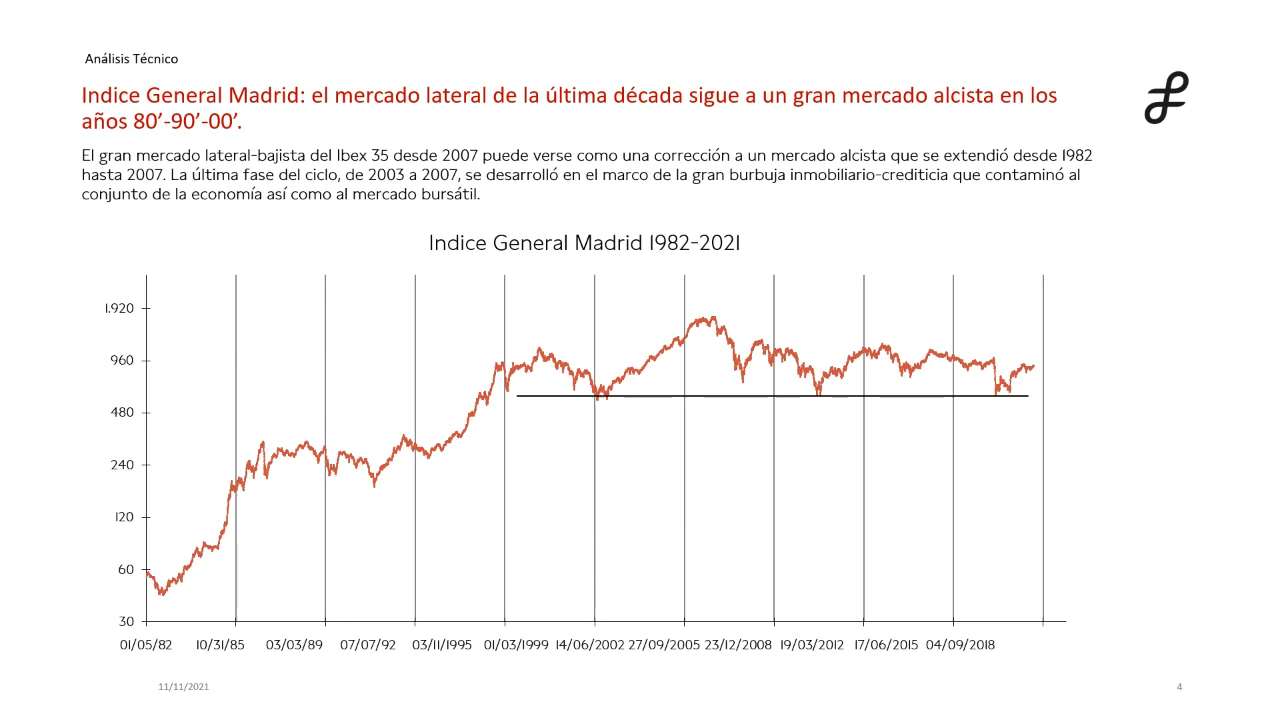 Análisis Técnico
Indice General Madrid: el mercado lateral de la última década sigue a un gran mercado alcista en los
años 80’-90’-00’.
El gran mercado lateral-bajista del Ibex 35 desde 2007 puede verse como una corrección a un mercado alcista que se extendió desde 1982
hasta 2007. La última fase del ciclo, de 2003 a 2007, se desarrolló en el marco de la gran burbuja inmobiliario-crediticia que contaminó al
conjunto de la economía así como al mercado bursátil.
Indice General Madrid 1982-2021
1.920
960
480
240
120
60
30
01/05/82 10/31/85 03/03/89 07/07/92 03/11/1995 01/03/1999 14/06/2002 27/09/2005 23/12/2008 19/03/2012 17/06/2015 04/09/2018
11/11/2021 4